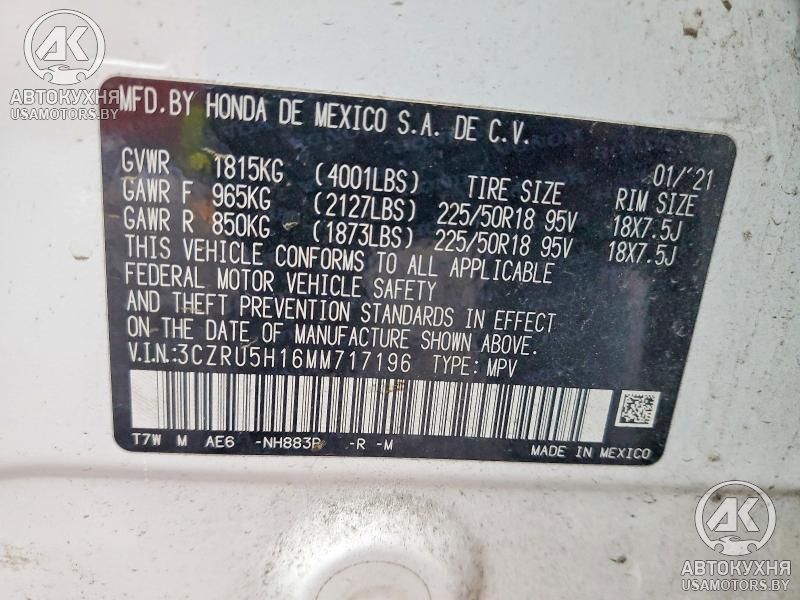 AK
АВТОКУХНЯ
USAMOTORS.BY
MFD.BY HONDA DE MEXICO S.A. DE C.V.
GVWR 1815KG (4001LBS) TIRE SIZE 01/'21 RIM SIZE
GAWR F 965KG (2127LBS) 225/50R18 95V 18X7.5J
GAWR R 850KG (1873LBS) 225/50R18 95V 18X7.5J
THIS VEHICLE CONFORMS TO ALL APPLICABLE
FEDERAL MOTOR VEHICLE SAFETY
AND THEFT PREVENTION STANDARDS IN EFFECT
ON THE DATE OF MANUFACTURE SHOWN ABOVE.
V.I.N.:3CZRU5H16MM717196 TYPE: MPV
T7W M AE6 -NH883P -R -M MADE IN MEXICO
AK
АВТОКУХНЯ
USAMOTORS.BY